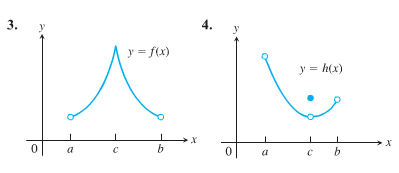 3.
y
y = f(x)
0
a
c
b
x
4.
y
y = h(x)
0
a
c
b
x